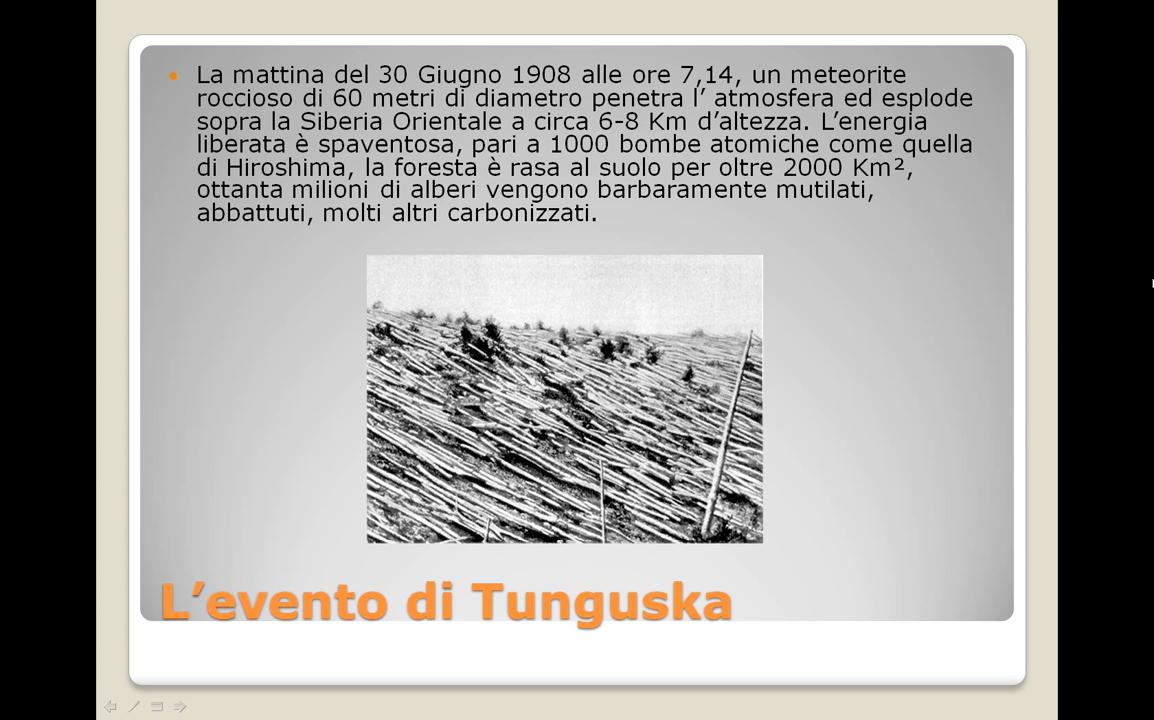 La mattina del 30 Giugno 1908 alle ore 7,14, un meteorite
roccioso di 60 metri di diametro penetra l’ atmosfera ed esplode
sopra la Siberia Orientale a circa 6-8 Km d’altezza. L’energia
liberata è spaventosa, pari a 1000 bombe atomiche come quella
di Hiroshima, la foresta è rasa al suolo per oltre 2000 Km²,
ottanta milioni di alberi vengono barbaramente mutilati,
abbattuti, molti altri carbonizzati.
L’evento di Tunguska